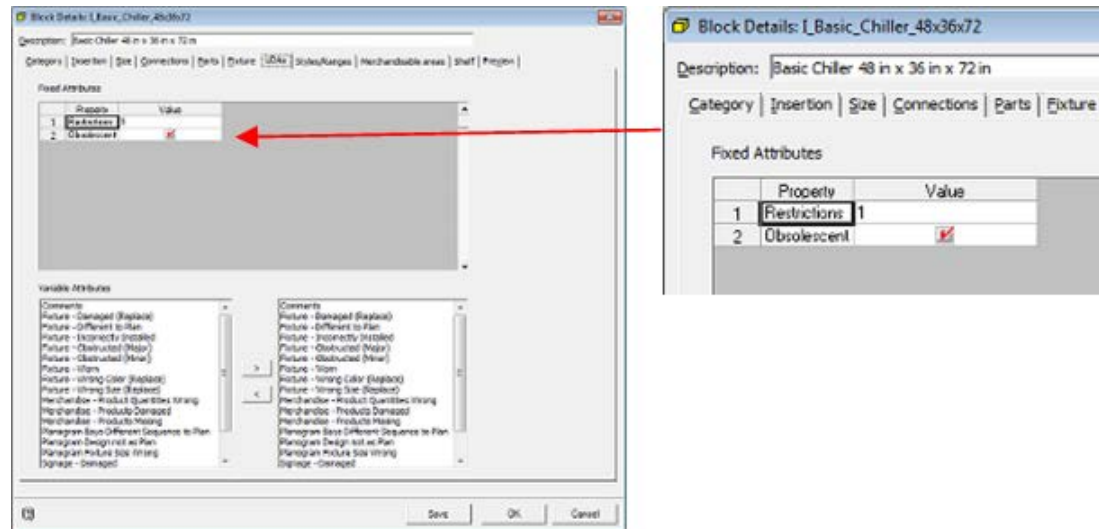 Block Details: I_Basic_Chiller_48x36x72
Description: Basic Chiller 48 in x 36 in x 72 in
Category | Insertion | Size | Connections | Parts | Fixture | UDAs | Styles/Ranges | Merchandisable areas | Shelf |
Fixed Attributes
Property Value
1 Restrictions 1
2 Obsolescent
Variable Attributes
Comments
Fixture - Damaged (Replace)
Fixture - Different to Plan
Fixture - Incorrectly Installed
Fixture - Obstructed (Major)
Fixture - Obstructed (Minor)
Fixture - Worn
Fixture - Wrong Color (Replace)
Fixture - Wrong Size (Replace)
Merchandise - Product Quantities Wrong
Merchandise - Products Damaged
Merchandise - Products Missing
Planogram Bays Different Sequence to Plan
Planogram Design not as Plan
Planogram Fixture Size Wrong
Signage - Damaged
>
<
Comments
Fixture - Damaged (Replace)
Fixture - Different to Plan
Fixture - Incorrectly Installed
Fixture - Obstructed (Major)
Fixture - Obstructed (Minor)
Fixture - Worn
Fixture - Wrong Color (Replace)
Fixture - Wrong Size (Replace)
Merchandise - Product Quantities Wrong
Merchandise - Products Damaged
Merchandise - Products Missing
Planogram Bays Different Sequence to Plan
Planogram Design not as Plan
Planogram Fixture Size Wrong
Signage - Damaged
Save OK Cancel
Block Details: I_Basic_Chiller_48x36x72
Description: Basic Chiller 48 in x 36 in x 72 in
Category | Insertion | Size | Connections | Parts | Fixture
Fixed Attributes
Property Value
1 Restrictions 1
2 Obsolescent